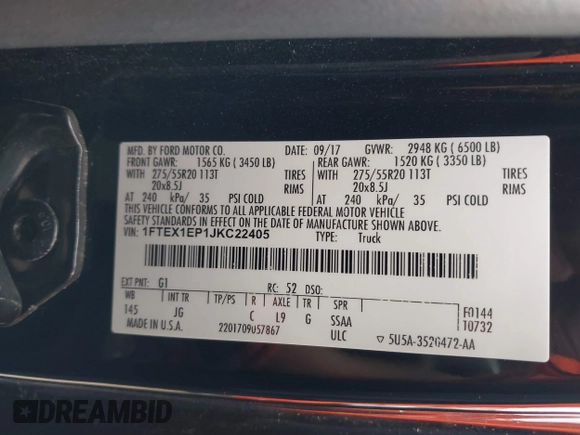 MFD. BY FORD MOTOR CO.
DATE: 09/17 GVWR: 2948 KG ( 6500 LB)
FRONT GAWR: 1565 KG ( 3450 LB) REAR GAWR: 1520 KG ( 3350 LB)
WITH 275/55R20 113T TIRES WITH 275/55R20 113T TIRES
20x8.5J RIMS 20x8.5J RIMS
AT 240 kPa/ 35 PSI COLD AT 240 kPa/ 35 PSI COLD
THIS VEHICLE CONFORMS TO ALL APPLICABLE FEDERAL MOTOR VEHICLE
SAFETY STANDARDS IN EFFECT ON THE DATE OF MANUFACTURE SHOWN ABOVE.
VIN: 1FTEX1EP1JKC22405 TYPE: Truck
EXT PNT: G1 RC: 52 DSO:
WB INT TR TP/PS R AXLE TR SPR
145 JG C L9 G SSAA
F0144
T0732
MADE IN U.S.A. 2201709057867 ULC
▽ 5U5A-3520472-AA
DREAMBID